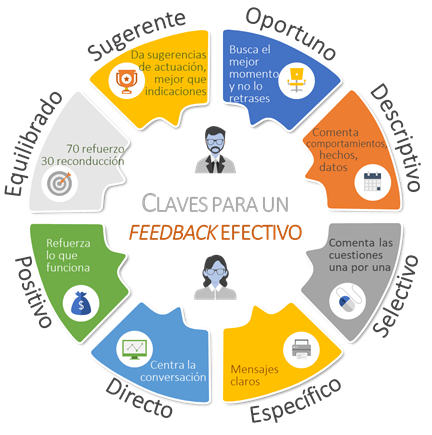 CLAVES PARA UN
FEEDBACK EFECTIVO
Oportuno
Busca el
mejor
momento
y no lo
retrases
Descriptivo
Comenta
comportamientos,
hechos,
datos
Selectivo
Comenta las
cuestiones
una por una
Específico
Mensajes
claros
Directo
Centra la
conversación
Positivo
Refuerza
lo que
funciona
Equilibrado
70 refuerzo
30 reconducción
Sugerente
Da sugerencias
de actuación,
mejor que
indicaciones